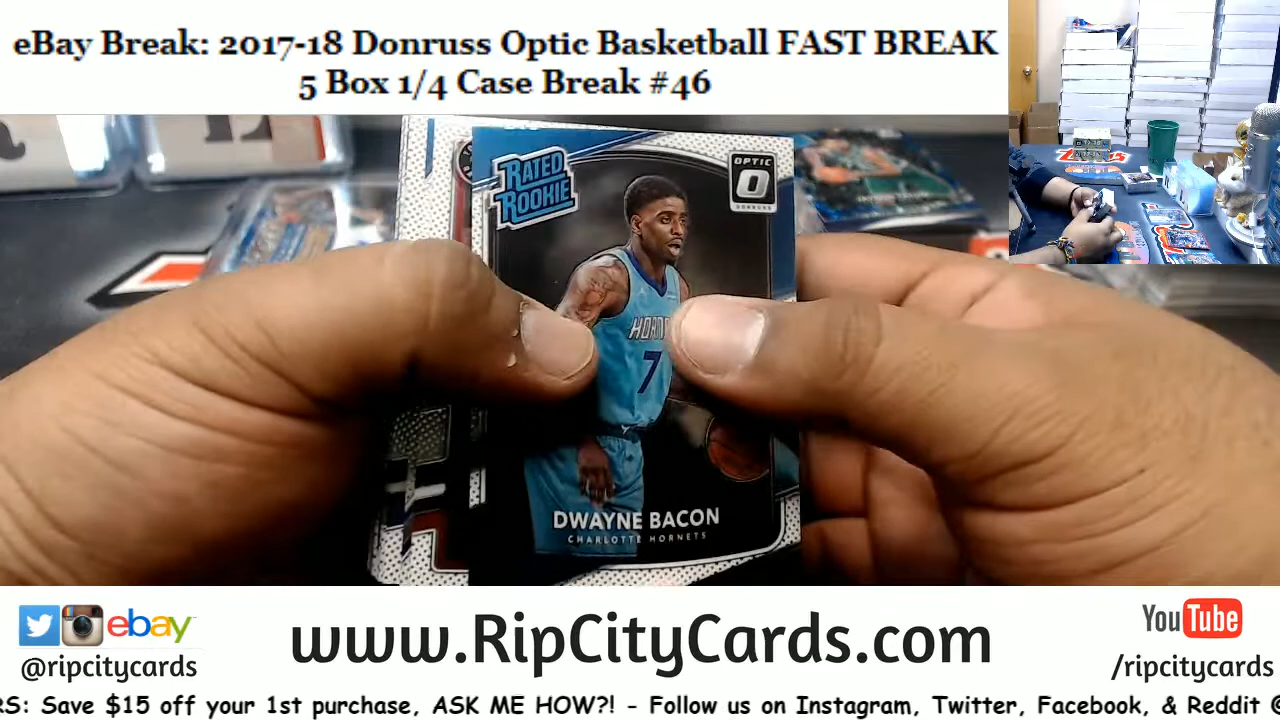 eBay Break: 2017-18 Donruss Optic Basketball FAST BREAK
5 Box 1/4 Case Break #46
RATED
ROOKIE
OPTIC
DONRUSS
7
DWAYNE BACON
CHARLOTTE HORNETS
ebay
@ripcitycards
www.RipCityCards.com
YouTube
/ripcitycards
RS: Save $15 off your 1st purchase, ASK ME HOW?! - Follow us on Instagram, Twitter, Facebook, & Reddit